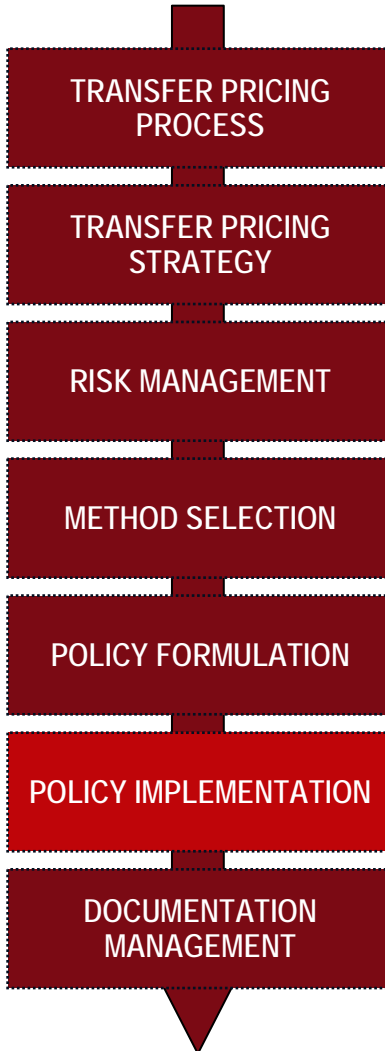 TRANSFER PRICING
PROCESS
TRANSFER PRICING
STRATEGY
RISK MANAGEMENT
METHOD SELECTION
POLICY FORMULATION
POLICY IMPLEMENTATION
DOCUMENTATION
MANAGEMENT